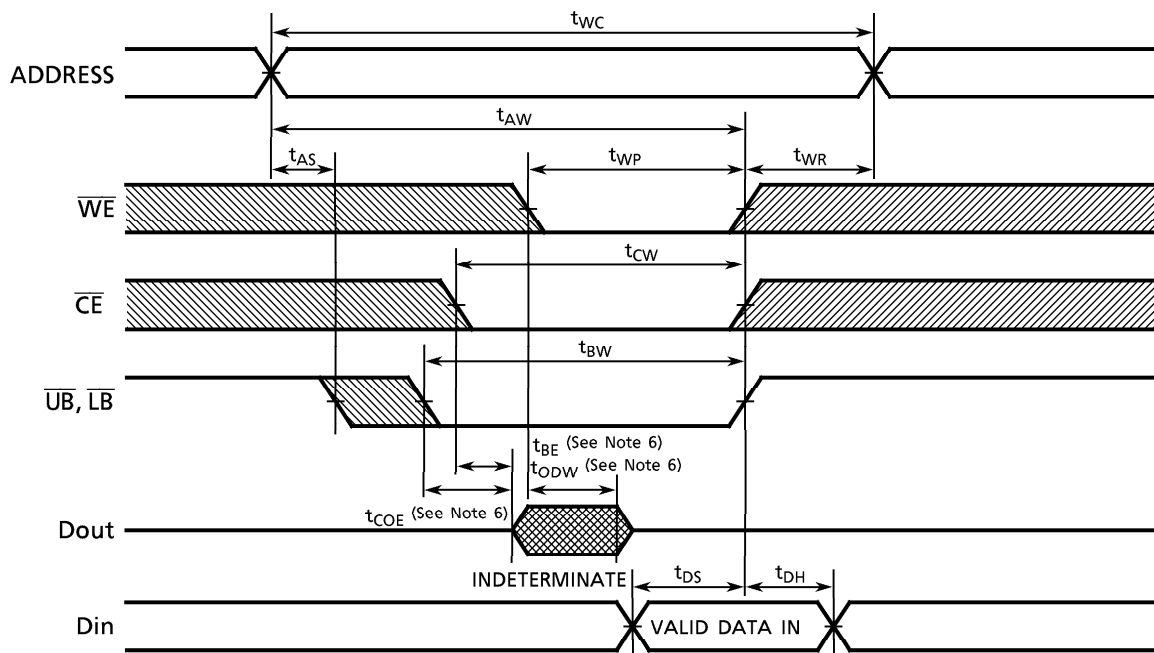 tWC
ADDRESS
tAW
tAS
tWP
tWR
WE
tCW
CE
tBW
UB, LB
tBE (See Note 6)
tODW (See Note 6)
tCOE (See Note 6)
Dout
INDETERMINATE
tDS
tDH
Din
VALID DATA IN